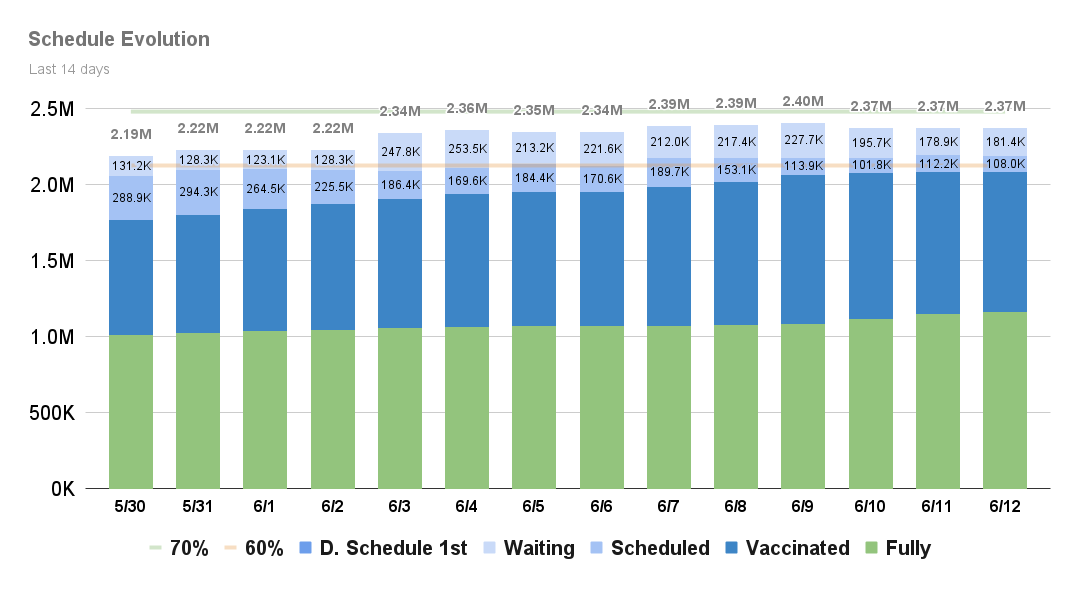 Schedule Evolution
Last 14 days
2.5M
2.0M
1.5M
1.0M
500K
0K
2.19M 2.22M 2.22M 2.22M 2.34M 2.36M 2.35M 2.34M 2.39M 2.39M 2.40M 2.37M 2.37M 2.37M
131.2K 128.3K 123.1K 128.3K 247.8K 253.5K 213.2K 221.6K 212.0K 217.4K 227.7K 195.7K 178.9K 181.4K
288.9K 294.3K 264.5K 225.5K 186.4K 169.6K 184.4K 170.6K 189.7K 153.1K 113.9K 101.8K 112.2K 108.0K
5/30 5/31 6/1 6/2 6/3 6/4 6/5 6/6 6/7 6/8 6/9 6/10 6/11 6/12
70% 60% D. Schedule 1st Waiting Scheduled Vaccinated Fully